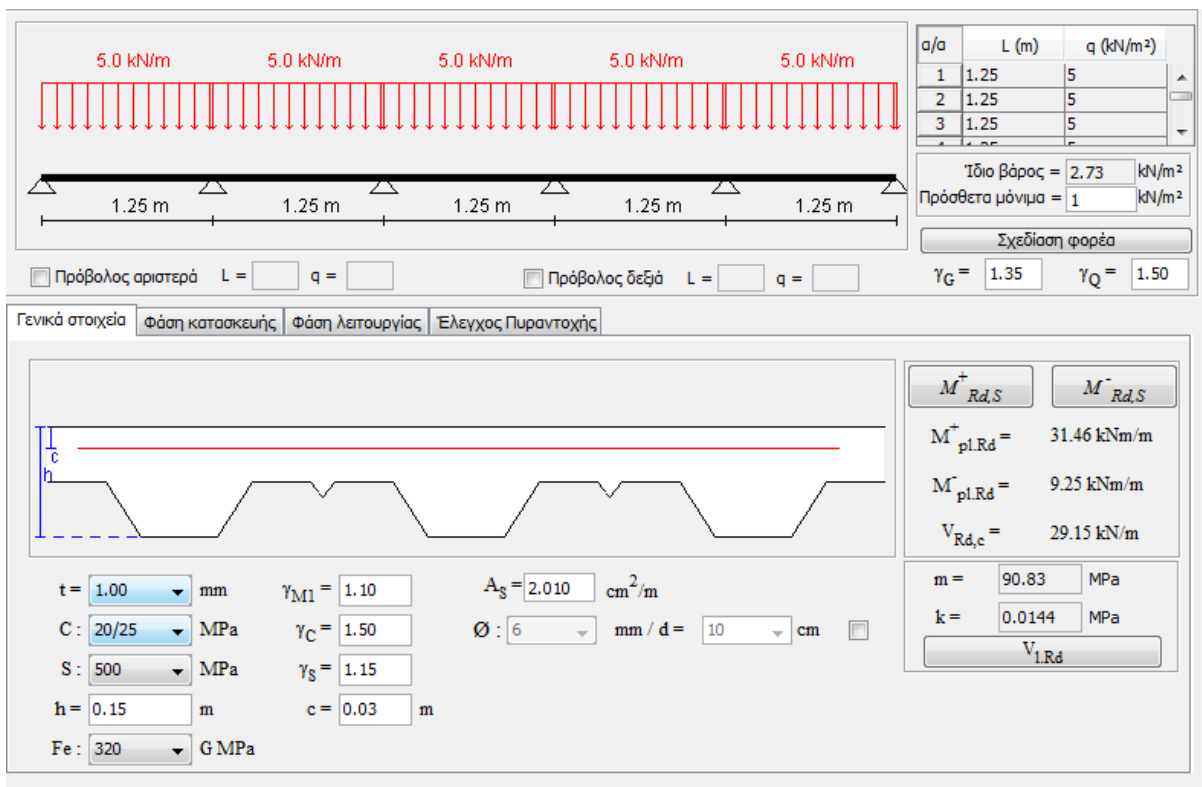 5.0 kN/m 5.0 kN/m 5.0 kN/m 5.0 kN/m 5.0 kN/m
1.25 m 1.25 m 1.25 m 1.25 m 1.25 m
Πρόβολος αριστερά L = q = Πρόβολος δεξιά L = q =
α/α L (m) q (kN/m²)
1 1.25 5
2 1.25 5
3 1.25 5
Ίδιο βάρος = 2.73 kN/m²
Πρόσθετα μόνιμα = 1 kN/m²
Σχεδίαση φορέα
γG = 1.35 γQ = 1.50
Γενικά στοιχεία Φάση κατασκευής Φάση λειτουργίας Έλεγχος Πυραντοχής
c
h
M+Rd,S M-Rd,S
M+pl.Rd = 31.46 kNm/m
M-pl.Rd = 9.25 kNm/m
VRd,c = 29.15 kN/m
m = 90.83 MPa
k = 0.0144 MPa
V1.Rd
t = 1.00 mm γM1 = 1.10 AS = 2.010 cm²/m
C : 20/25 MPa γC = 1.50 Ø : 6 mm / d = 10 cm
S : 500 MPa γS = 1.15
h = 0.15 m c = 0.03 m
Fe : 320 G MPa